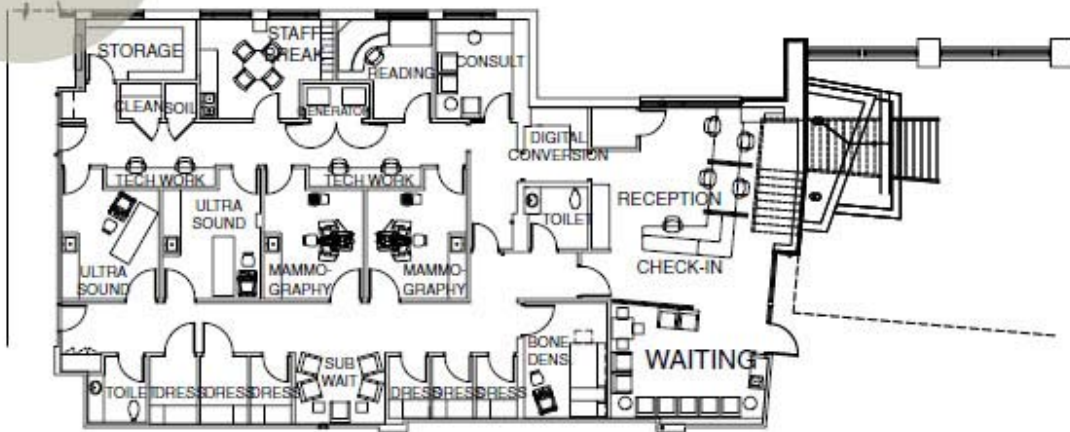 STORAGE
STAFF
BREAK
READING
CONSULT
CLEAN
SOIL
GENERATOR
DIGITAL
CONVERSION
TECH WORK
TECH WORK
ULTRA
SOUND
TOILET
RECEPTION
ULTRA
SOUND
MAMMO-
GRAPHY
MAMMO-
GRAPHY
CHECK-IN
BONE
DENS.
WAITING
SUB
WAIT
TOILET
DRESS
DRESS
DRESS
DRESS
DRESS
DRESS